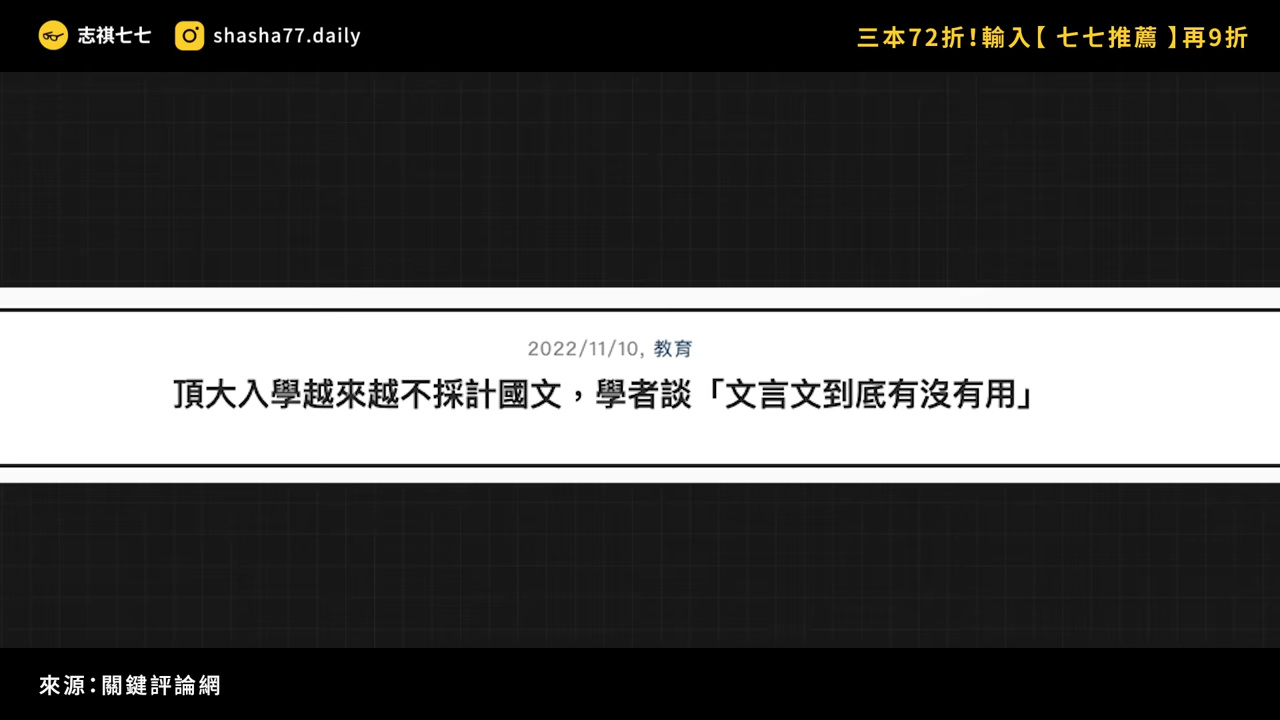 志祺七七 shasha77.daily
三本72折!輸入【 七七推薦 】再9折
2022/11/10, 教育
頂大入學越來越不採計國文，學者談「文言文到底有沒有用」
來源:關鍵評論網